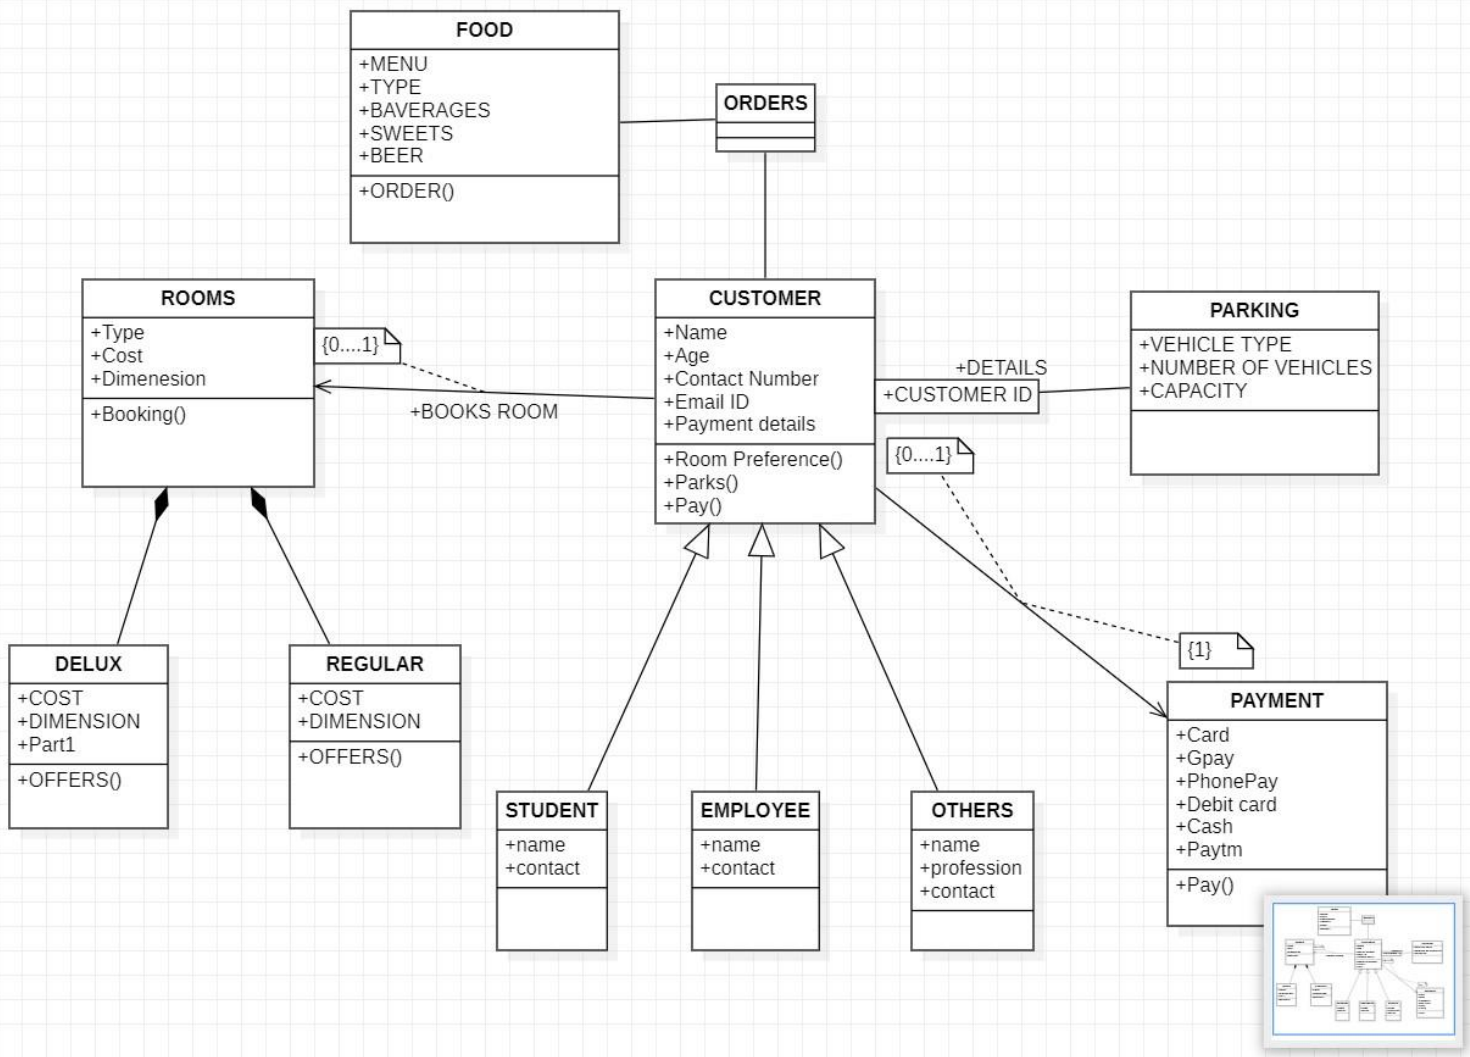 FOOD
+MENU
+TYPE
+BAVERAGES
+SWEETS
+BEER
+ORDER()
ORDERS
ROOMS
+Type
+Cost
+Dimenesion
+Booking()
{0....1}
+BOOKS ROOM
CUSTOMER
+Name
+Age
+Contact Number
+Email ID
+Payment details
+Room Preference()
+Parks()
+Pay()
+DETAILS
+CUSTOMER ID
PARKING
+VEHICLE TYPE
+NUMBER OF VEHICLES
+CAPACITY
{0....1}
{1}
DELUX
+COST
+DIMENSION
+Part1
+OFFERS()
REGULAR
+COST
+DIMENSION
+OFFERS()
STUDENT
+name
+contact
EMPLOYEE
+name
+contact
OTHERS
+name
+profession
+contact
PAYMENT
+Card
+Gpay
+PhonePay
+Debit card
+Cash
+Paytm
+Pay()